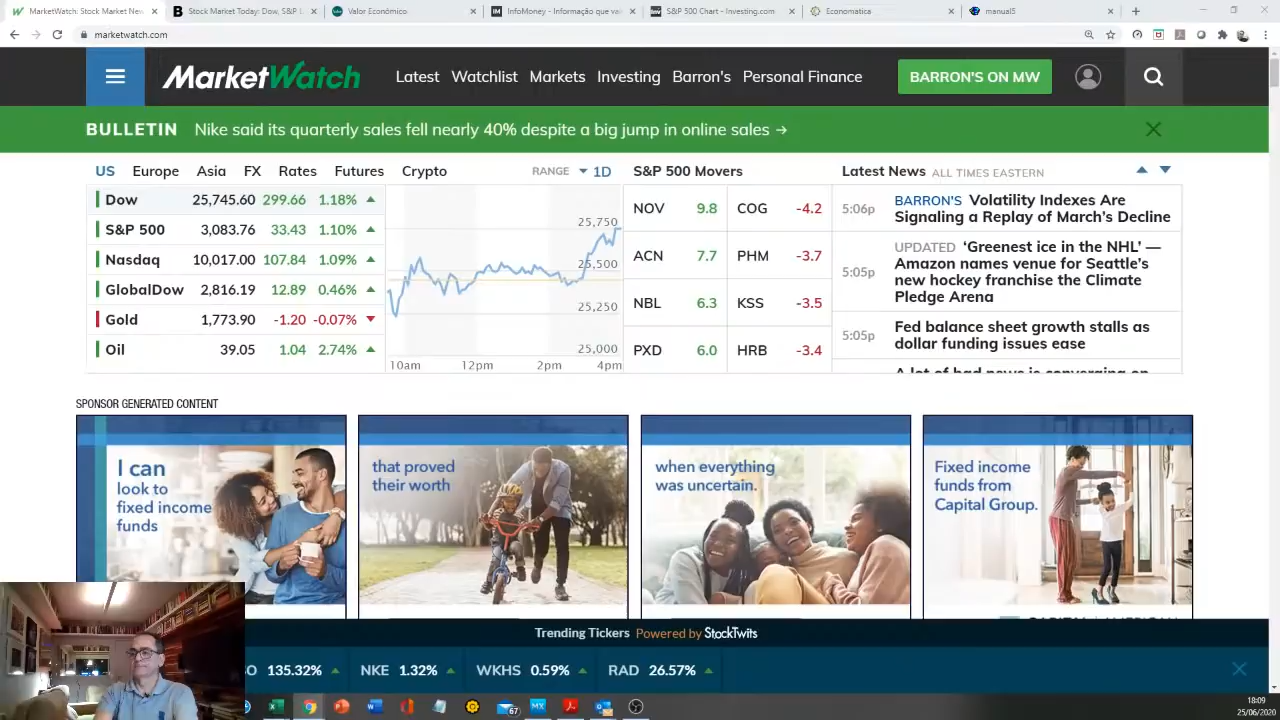 MarketWatch: Stock Market New
Stock Market Today: Dow, S&P L
Valor Econômico
InfoMoney - Informação que val
S&P 500 Chart - Investing.com
Economatica
manual5
marketwatch.com
MarketWatch
Latest
Watchlist
Markets
Investing
Barron's
Personal Finance
BARRON'S ON MW
BULLETIN Nike said its quarterly sales fell nearly 40% despite a big jump in online sales →
US Europe Asia FX Rates Futures Crypto
RANGE 1D
Dow 25,745.60 299.66 1.18%
S&P 500 3,083.76 33.43 1.10%
Nasdaq 10,017.00 107.84 1.09%
GlobalDow 2,816.19 12.89 0.46%
Gold 1,773.90 -1.20 -0.07%
Oil 39.05 1.04 2.74%
25,750
25,500
25,250
25,000
10am 12pm 2pm 4pm
S&P 500 Movers
NOV 9.8 COG -4.2
ACN 7.7 PHM -3.7
NBL 6.3 KSS -3.5
PXD 6.0 HRB -3.4
Latest News ALL TIMES EASTERN
5:06p BARRON'S Volatility Indexes Are
Signaling a Replay of March's Decline
UPDATED 'Greenest ice in the NHL' —
5:05p Amazon names venue for Seattle's
new hockey franchise the Climate
Pledge Arena
5:05p Fed balance sheet growth stalls as
dollar funding issues ease
A lot of bad news is converging on
SPONSOR GENERATED CONTENT
I can
look to
fixed income
funds
that proved
their worth
when everything
was uncertain.
Fixed income
funds from
Capital Group.
Trending Tickers Powered by StockTwits
O 135.32% NKE 1.32% WKHS 0.59% RAD 26.57%
67
MX
18:09
25/06/2020